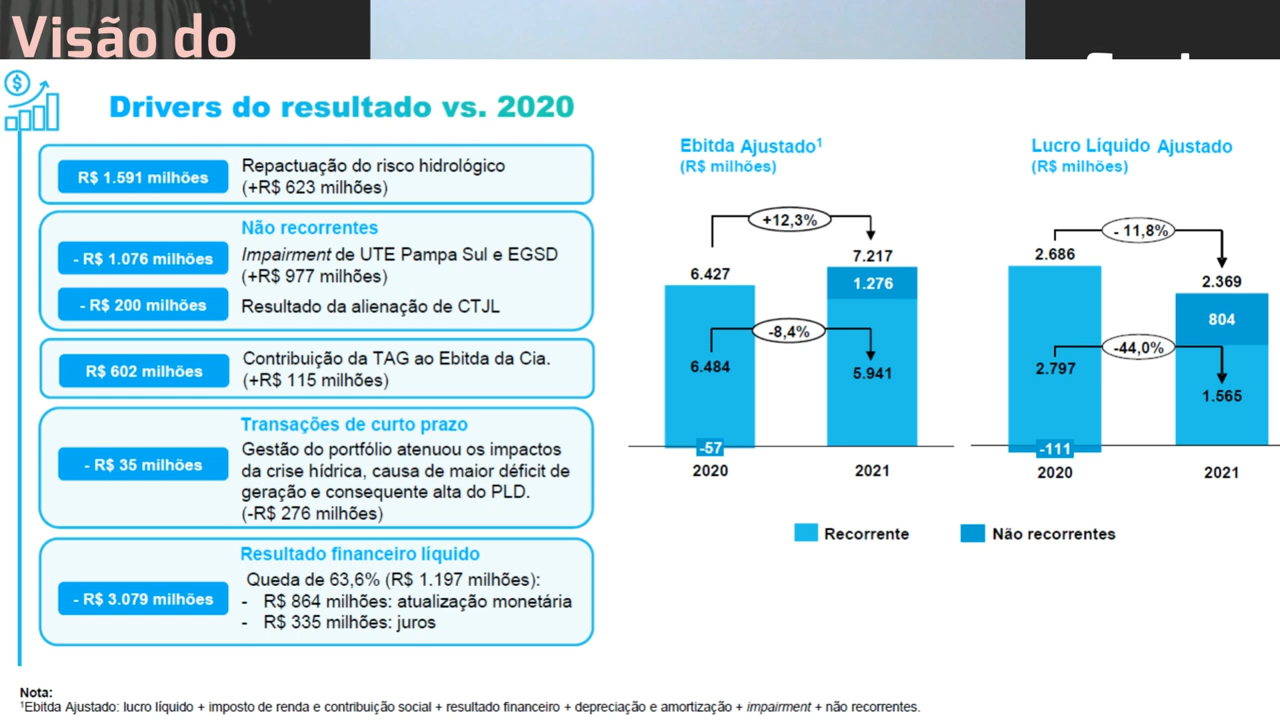 Visão do
Drivers do resultado vs. 2020
R$ 1.591 milhões
Repactuação do risco hidrológico
(+R$ 623 milhões)
Não recorrentes
- R$ 1.076 milhões
Impairment de UTE Pampa Sul e EGSD
(+R$ 977 milhões)
- R$ 200 milhões
Resultado da alienação de CTJL
R$ 602 milhões
Contribuição da TAG ao Ebitda da Cia.
(+R$ 115 milhões)
Transações de curto prazo
- R$ 35 milhões
Gestão do portfólio atenuou os impactos
da crise hídrica, causa de maior déficit de
geração e consequente alta do PLD.
(-R$ 276 milhões)
Resultado financeiro líquido
- R$ 3.079 milhões
Queda de 63,6% (R$ 1.197 milhões):
- R$ 864 milhões: atualização monetária
- R$ 335 milhões: juros
Ebitda Ajustado¹
(R$ milhões)
+12,3%
6.427
7.217
1.276
-8,4%
6.484
5.941
-57
2020
2021
Lucro Líquido Ajustado
(R$ milhões)
- 11,8%
2.686
2.369
804
-44,0%
2.797
1.565
-111
2020
2021
Recorrente
Não recorrentes
Nota:
¹Ebitda Ajustado: lucro líquido + imposto de renda e contribuição social + resultado financeiro + depreciação e amortização + impairment + não recorrentes.